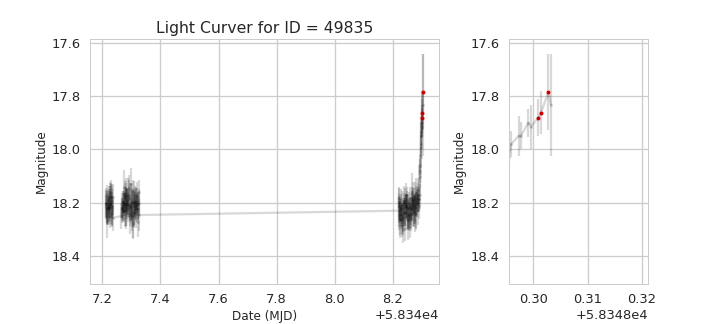 Light Curver for ID = 49835
17.6
17.8
18.0
18.2
18.4
Magnitude
7.2 7.4 7.6 7.8 8.0 8.2
Date (MJD)
+5.834e4
17.6
17.8
18.0
18.2
18.4
Magnitude
0.30 0.31 0.32
+5.8348e4